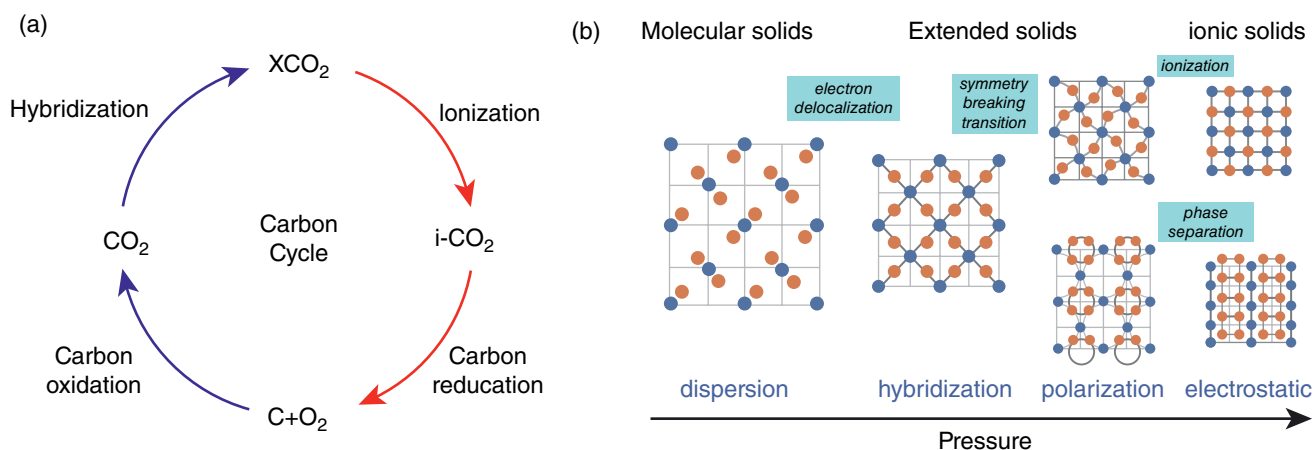 (a)
XCO₂
Hybridization
Ionization
CO₂
Carbon
Cycle
i-CO₂
Carbon
oxidation
Carbon
reducation
C+O₂
(b)
Molecular solids
Extended solids
ionic solids
electron
delocalization
symmetry
breaking
transition
ionization
phase
separation
dispersion
hybridization
polarization
electrostatic
Pressure